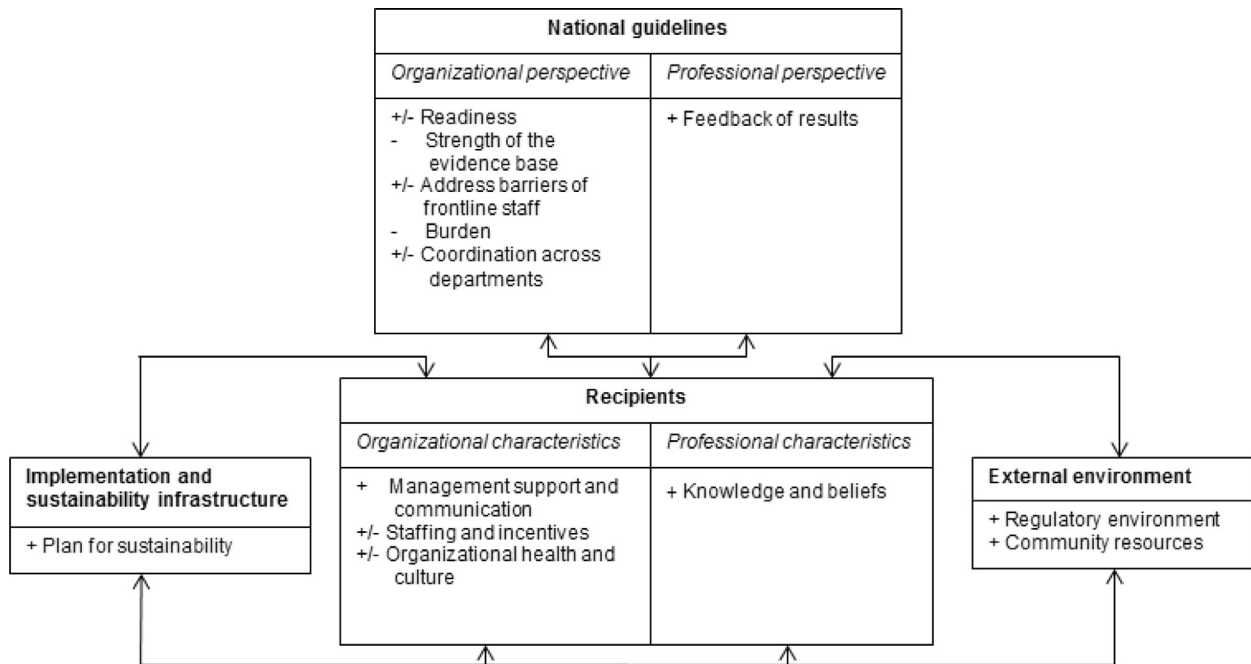 National guidelines
Organizational perspective
+/- Readiness
- Strength of the
evidence base
+/- Address barriers of
frontline staff
- Burden
+/- Coordination across
departments
Professional perspective
+ Feedback of results
Recipients
Organizational characteristics
+ Management support and
communication
+/- Staffing and incentives
+/- Organizational health and
culture
Professional characteristics
+ Knowledge and beliefs
Implementation and
sustainability infrastructure
+ Plan for sustainability
External environment
+ Regulatory environment
+ Community resources